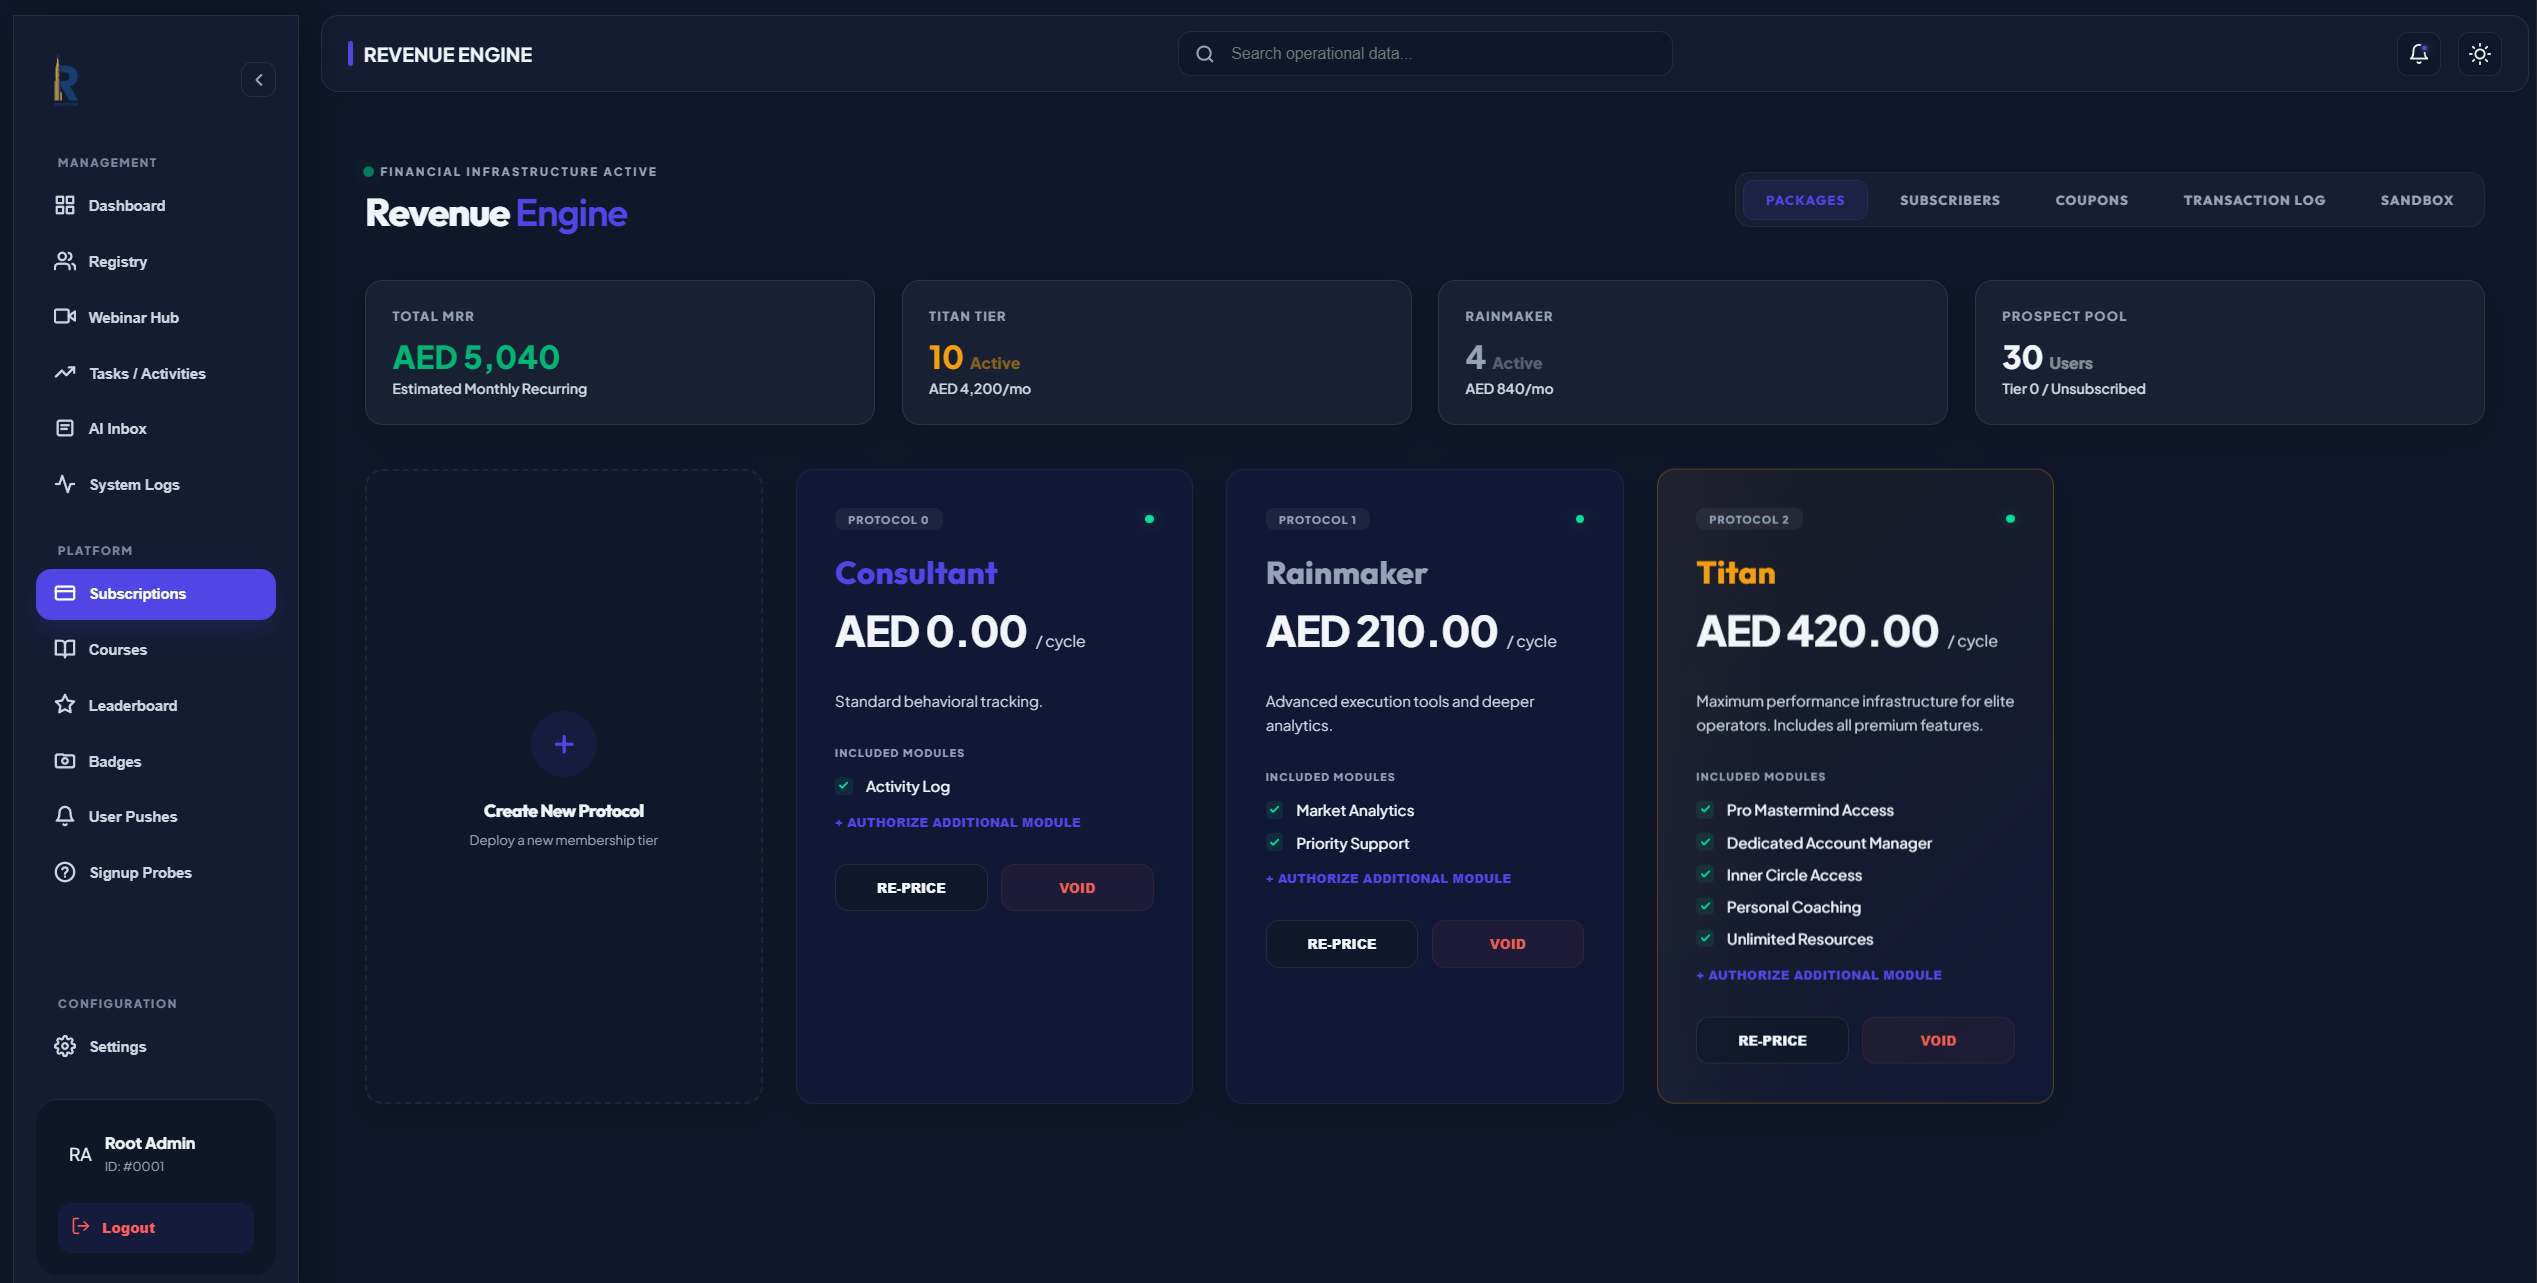 REVENUE ENGINE
Search operational data...
MANAGEMENT
Dashboard
Registry
Webinar Hub
Tasks / Activities
AI Inbox
System Logs
PLATFORM
Subscriptions
Courses
Leaderboard
Badges
User Pushes
Signup Probes
CONFIGURATION
Settings
RA
Root Admin
ID: #0001
Logout
FINANCIAL INFRASTRUCTURE ACTIVE
Revenue Engine
PACKAGES
SUBSCRIBERS
COUPONS
TRANSACTION LOG
SANDBOX
TOTAL MRR
AED 5,040
Estimated Monthly Recurring
TITAN TIER
10 Active
AED 4,200/mo
RAINMAKER
4 Active
AED 840/mo
PROSPECT POOL
30 Users
Tier 0 / Unsubscribed
+
Create New Protocol
Deploy a new membership tier
PROTOCOL 0
Consultant
AED 0.00 / cycle
Standard behavioral tracking.
INCLUDED MODULES
Activity Log
+ AUTHORIZE ADDITIONAL MODULE
RE-PRICE
VOID
PROTOCOL 1
Rainmaker
AED 210.00 / cycle
Advanced execution tools and deeper
analytics.
INCLUDED MODULES
Market Analytics
Priority Support
+ AUTHORIZE ADDITIONAL MODULE
RE-PRICE
VOID
PROTOCOL 2
Titan
AED 420.00 / cycle
Maximum performance infrastructure for elite
operators. Includes all premium features.
INCLUDED MODULES
Pro Mastermind Access
Dedicated Account Manager
Inner Circle Access
Personal Coaching
Unlimited Resources
+ AUTHORIZE ADDITIONAL MODULE
RE-PRICE
VOID